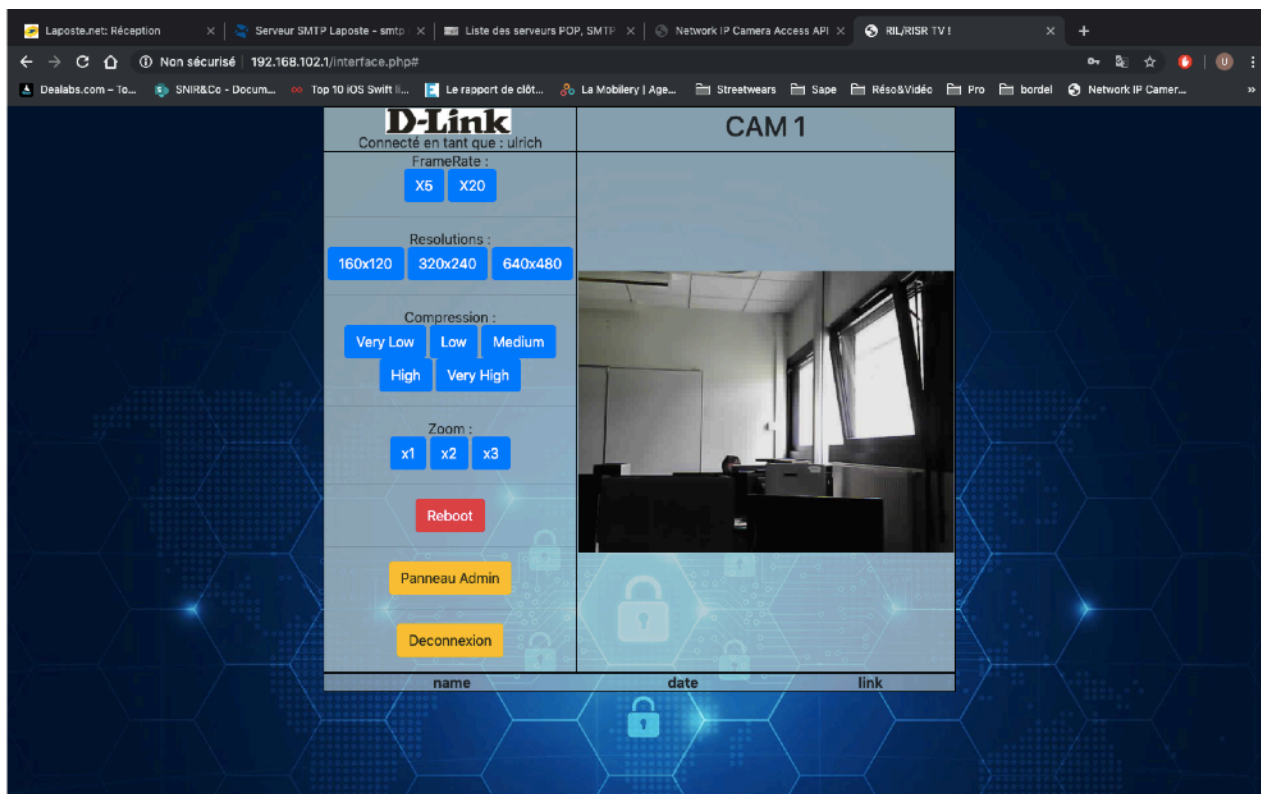 Laposte.net: Réception
Serveur SMTP Laposte - smtp
Liste des serveurs POP, SMTP
Network IP Camera Access API
RIL/RISR TV !
Non sécurisé 192.168.102.1/interface.php#
U
Dealabs.com – To...
SNIR&Co - Docum...
Top 10 iOS Swift li...
Le rapport de clôt...
La Mobilery | Age...
Streetwears
Sape
Réso&Vidéo
Pro
bordel
Network IP Camer...
D-Link
Connecté en tant que : ulrich
CAM 1
FrameRate :
X5 X20
Resolutions :
160x120 320x240 640x480
Compression :
Very Low Low Medium
High Very High
Zoom :
x1 x2 x3
Reboot
Panneau Admin
Deconnexion
name date link